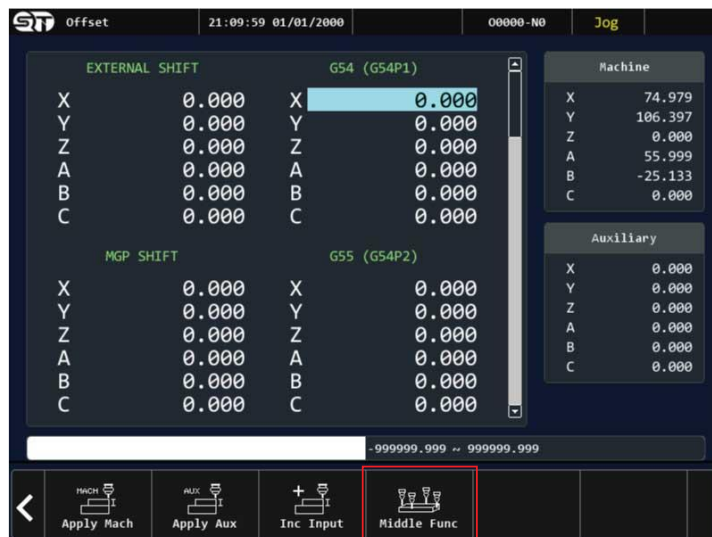 Offset 21:09:59 01/01/2000 O0000-N0 Jog
EXTERNAL SHIFT G54 (G54P1)
X 0.000 X 0.000
Y 0.000 Y 0.000
Z 0.000 Z 0.000
A 0.000 A 0.000
B 0.000 B 0.000
C 0.000 C 0.000
MGP SHIFT G55 (G54P2)
X 0.000 X 0.000
Y 0.000 Y 0.000
Z 0.000 Z 0.000
A 0.000 A 0.000
B 0.000 B 0.000
C 0.000 C 0.000
Machine
X 74.979
Y 106.397
Z 0.000
A 55.999
B -25.133
C 0.000
Auxiliary
X 0.000
Y 0.000
Z 0.000
A 0.000
B 0.000
C 0.000
-999999.999 ~ 999999.999
MACH
Apply Mach
AUX
Apply Aux
Inc Input
Middle Func